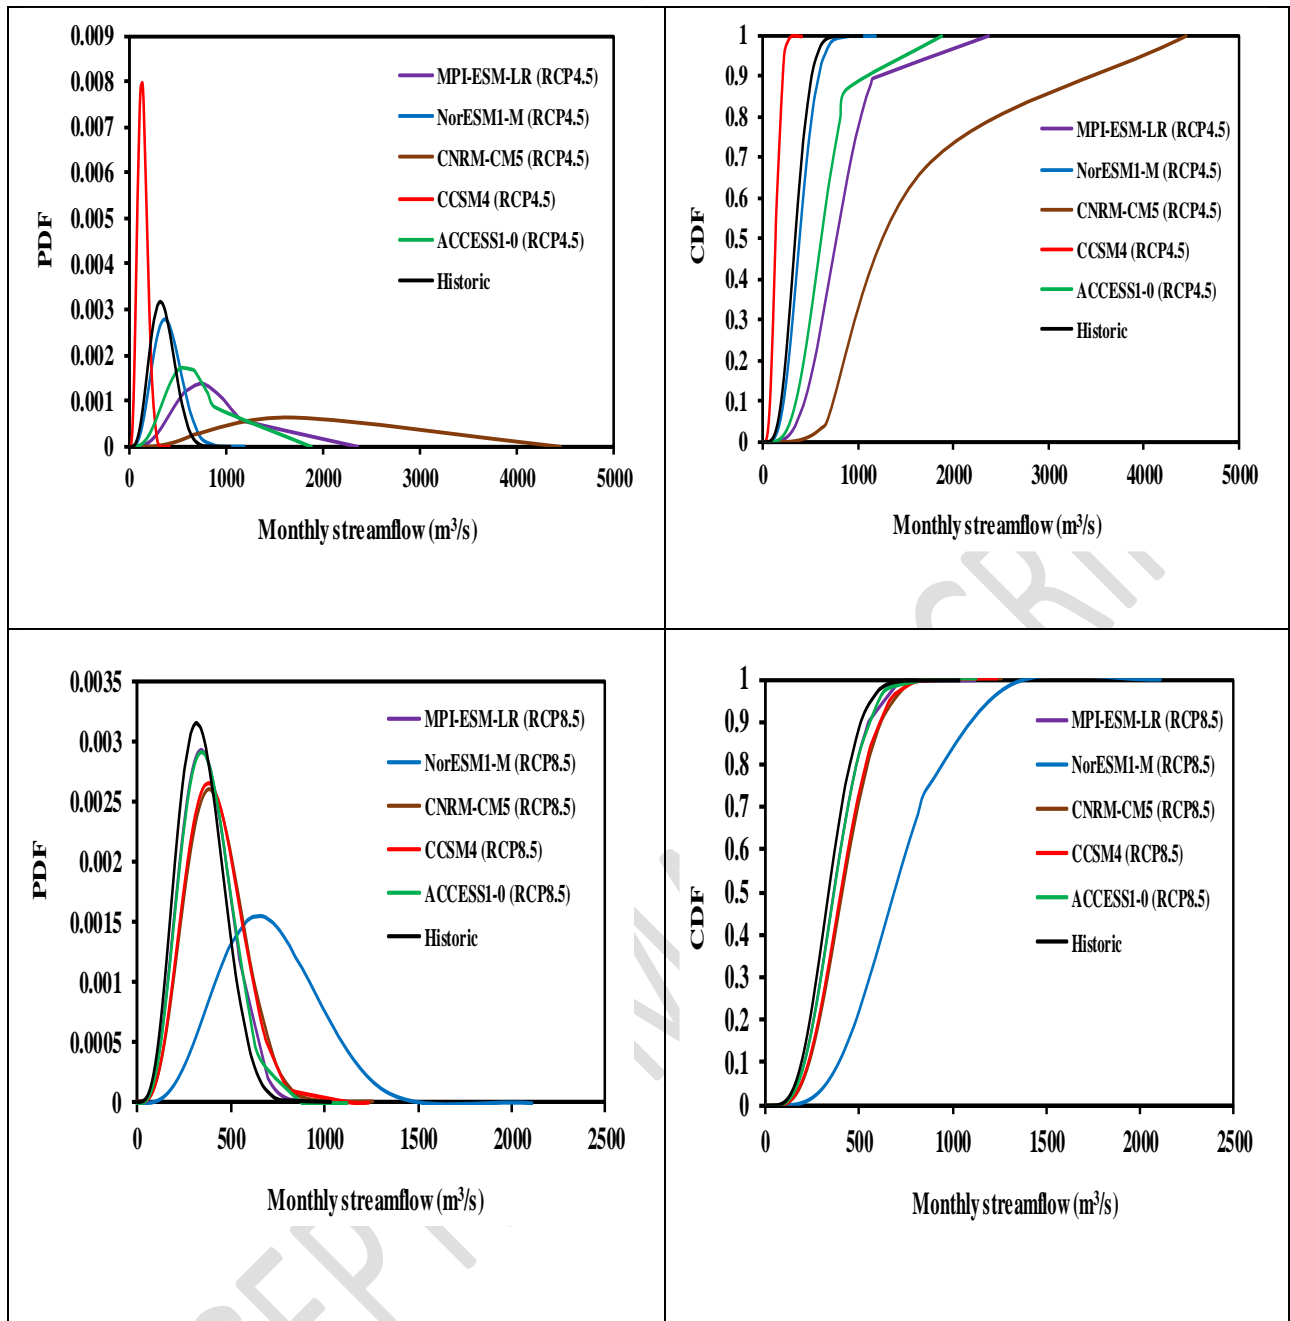 0.009
0.008
0.007
0.006
0.005
0.004
0.003
0.002
0.001
0
PDF
MPI-ESM-LR (RCP4.5)
NorESM1-M (RCP4.5)
CNRM-CM5 (RCP4.5)
CCSM4 (RCP4.5)
ACCESS1-0 (RCP4.5)
Historic
0 1000 2000 3000 4000 5000
Monthly streamflow (m³/s)
1
0.9
0.8
0.7
0.6
0.5
0.4
0.3
0.2
0.1
0
CDF
MPI-ESM-LR (RCP4.5)
NorESM1-M (RCP4.5)
CNRM-CM5 (RCP4.5)
CCSM4 (RCP4.5)
ACCESS1-0 (RCP4.5)
Historic
0 1000 2000 3000 4000 5000
Monthly streamflow (m³/s)
0.0035
0.003
0.0025
0.002
0.0015
0.001
0.0005
0
PDF
MPI-ESM-LR (RCP8.5)
NorESM1-M (RCP8.5)
CNRM-CM5 (RCP8.5)
CCSM4 (RCP8.5)
ACCESS1-0 (RCP8.5)
Historic
0 500 1000 1500 2000 2500
Monthly streamflow (m³/s)
1
0.9
0.8
0.7
0.6
0.5
0.4
0.3
0.2
0.1
0
CDF
MPI-ESM-LR (RCP8.5)
NorESM1-M (RCP8.5)
CNRM-CM5 (RCP8.5)
CCSM4 (RCP8.5)
ACCESS1-0 (RCP8.5)
Historic
0 500 1000 1500 2000 2500
Monthly streamflow (m³/s)